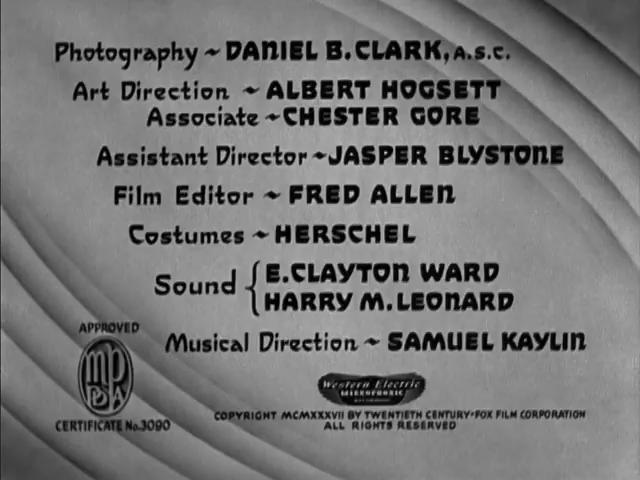 Photography ~ DANIEL B. CLARK, A.S.C.
Art Direction ~ ALBERT HOGSETT
Associate ~ CHESTER GORE
Assistant Director ~ JASPER BLYSTONE
Film Editor ~ FRED ALLEN
Costumes ~ HERSCHEL
Sound { E. CLAYTON WARD
HARRY M. LEONARD
Musical Direction ~ SAMUEL KAYLIN
APPROVED
MPPDA
CERTIFICATE No. 3090
Western Electric
MIRROPHONIC
COPYRIGHT MCMXXXVII BY TWENTIETH CENTURY-FOX FILM CORPORATION
ALL RIGHTS RESERVED